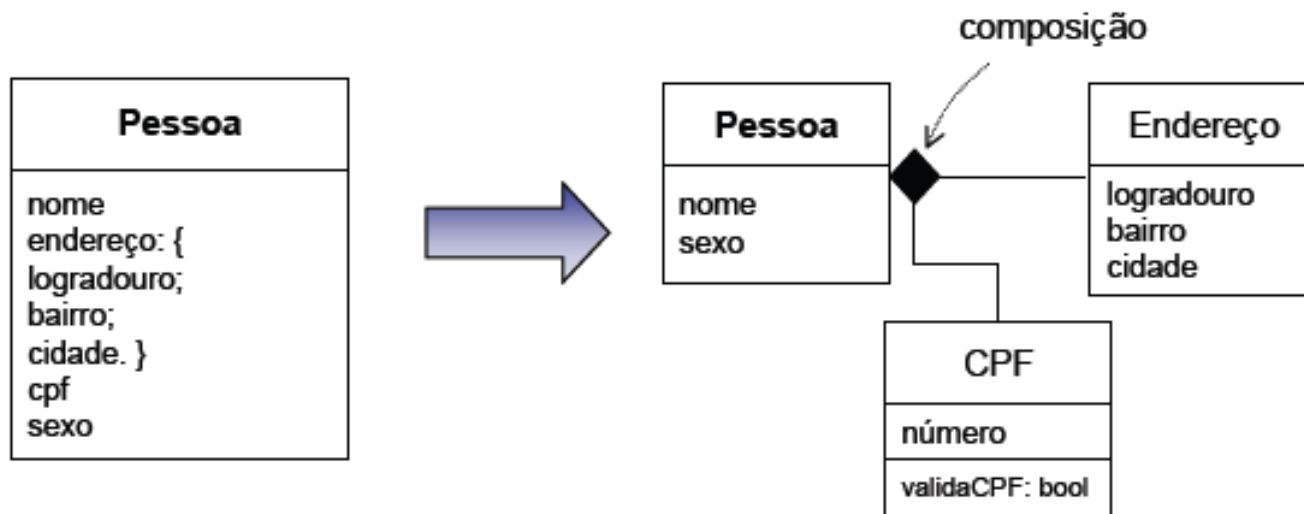 composição
Pessoa
nome
endereço: {
logradouro;
bairro;
cidade. }
cpf
sexo
Pessoa
nome
sexo
Endereço
logradouro
bairro
cidade
CPF
número
validaCPF: bool